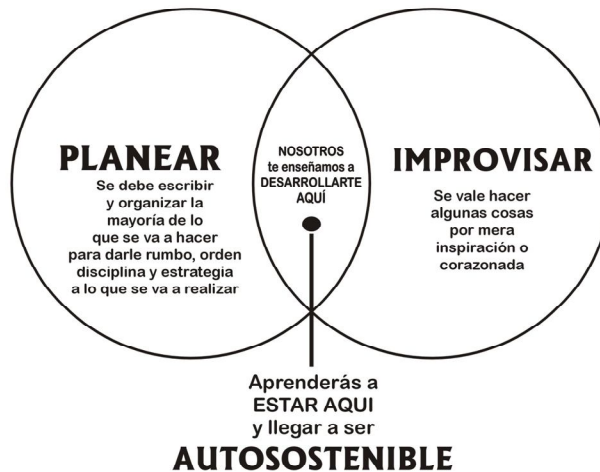 PLANEAR
Se debe escribir
y organizar la
mayoría de lo
que se va a hacer
para darle rumbo, orden
disciplina y estrategia
a lo que se va a realizar
NOSOTROS
te enseñamos a
DESARROLLARTE
AQUÍ
IMPROVISAR
Se vale hacer
algunas cosas
por mera
inspiración o
corazonada
Aprenderás a
ESTAR AQUI
y llegar a ser
AUTOSOSTENIBLE